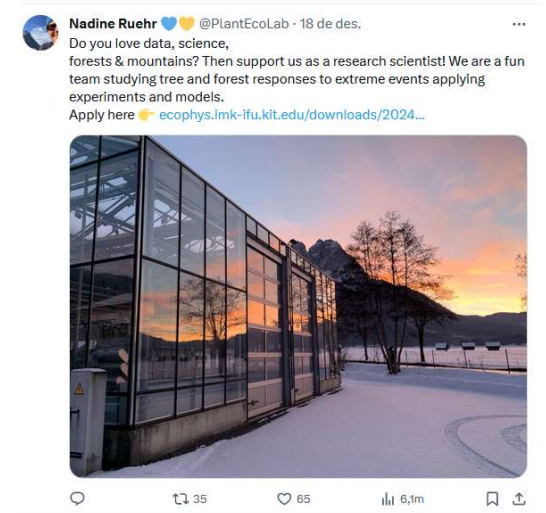 Nadine Ruehr 💙💛 @PlantEcoLab · 18 de des.
Do you love data, science,
forests & mountains? Then support us as a research scientist! We are a fun
team studying tree and forest responses to extreme events applying
experiments and models.
Apply here 👉 ecophys.imk-ifu.kit.edu/downloads/2024...
35
65
6,1m